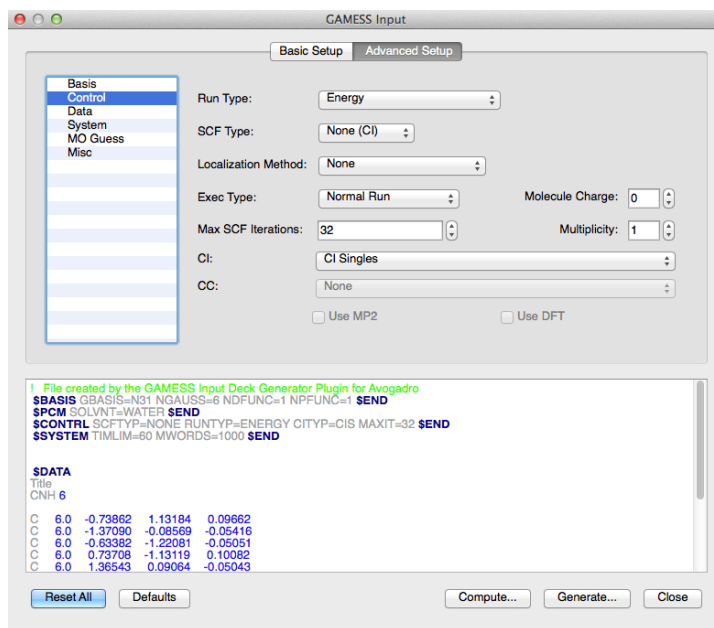 GAMESS Input
Basic Setup Advanced Setup
Basis
Control
Data
System
MO Guess
Misc
Run Type: Energy
SCF Type: None (CI)
Localization Method: None
Exec Type: Normal Run Molecule Charge: 0
Max SCF Iterations: 32 Multiplicity: 1
CI: CI Singles
CC: None
Use MP2 Use DFT
! File created by the GAMESS Input Deck Generator Plugin for Avogadro
$BASIS GBASIS=N31 NGAUSS=6 NDFUNC=1 NPFUNC=1 $END
$PCM SOLVNT=WATER $END
$CONTRL SCFTYP=NONE RUNTYP=ENERGY CITYP=CIS MAXIT=32 $END
$SYSTEM TIMLIM=60 MWORDS=1000 $END
$DATA
Title
CNH 6
C 6.0 -0.73862 1.13184 0.09662
C 6.0 -1.37090 -0.08569 -0.05416
C 6.0 -0.63382 -1.22081 -0.05051
C 6.0 0.73708 -1.13119 0.10082
C 6.0 1.36543 0.09064 -0.05043
Reset All Defaults Compute... Generate... Close